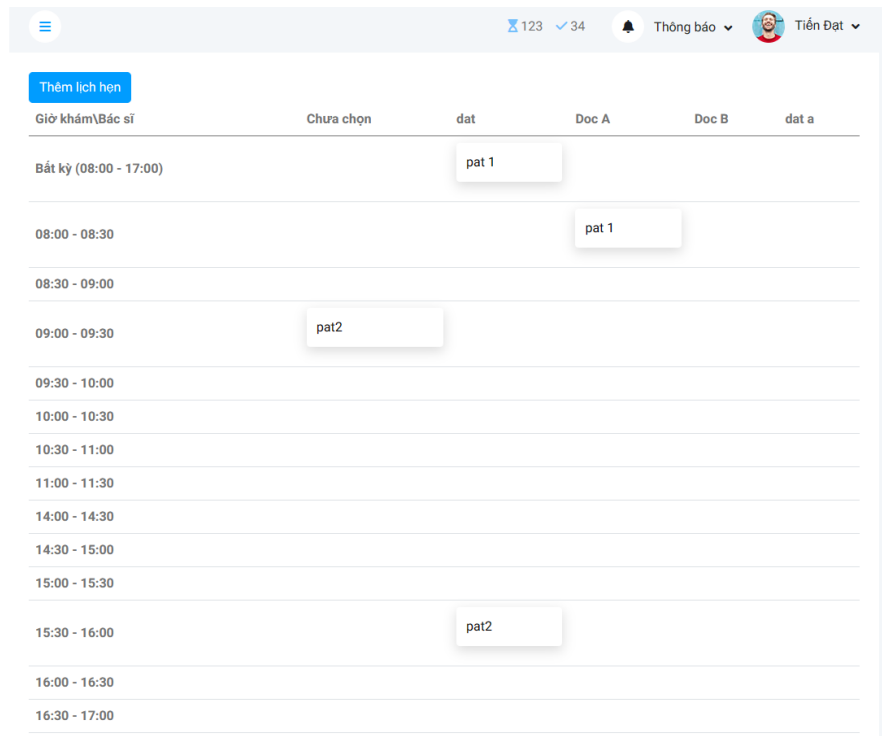 123 34 Thông báo Tiến Đạt
Thêm lịch hẹn
Giờ khám\Bác sĩ Chưa chọn dat Doc A Doc B dat a
Bất kỳ (08:00 - 17:00) pat 1
08:00 - 08:30 pat 1
08:30 - 09:00
09:00 - 09:30 pat2
09:30 - 10:00
10:00 - 10:30
10:30 - 11:00
11:00 - 11:30
14:00 - 14:30
14:30 - 15:00
15:00 - 15:30
15:30 - 16:00 pat2
16:00 - 16:30
16:30 - 17:00